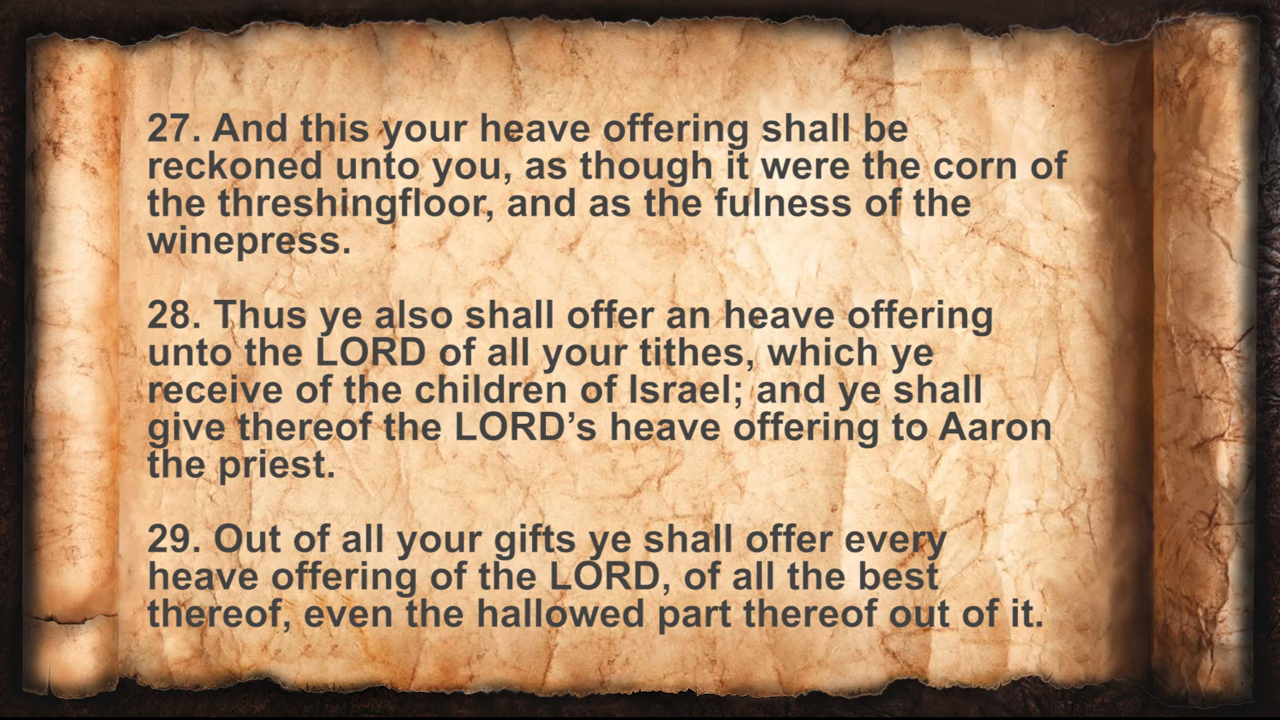 27. And this your heave offering shall be
reckoned unto you, as though it were the corn of
the threshingfloor, and as the fulness of the
winepress.
28. Thus ye also shall offer an heave offering
unto the LORD of all your tithes, which ye
receive of the children of Israel; and ye shall
give thereof the LORD’s heave offering to Aaron
the priest.
29. Out of all your gifts ye shall offer every
heave offering of the LORD, of all the best
thereof, even the hallowed part thereof out of it.